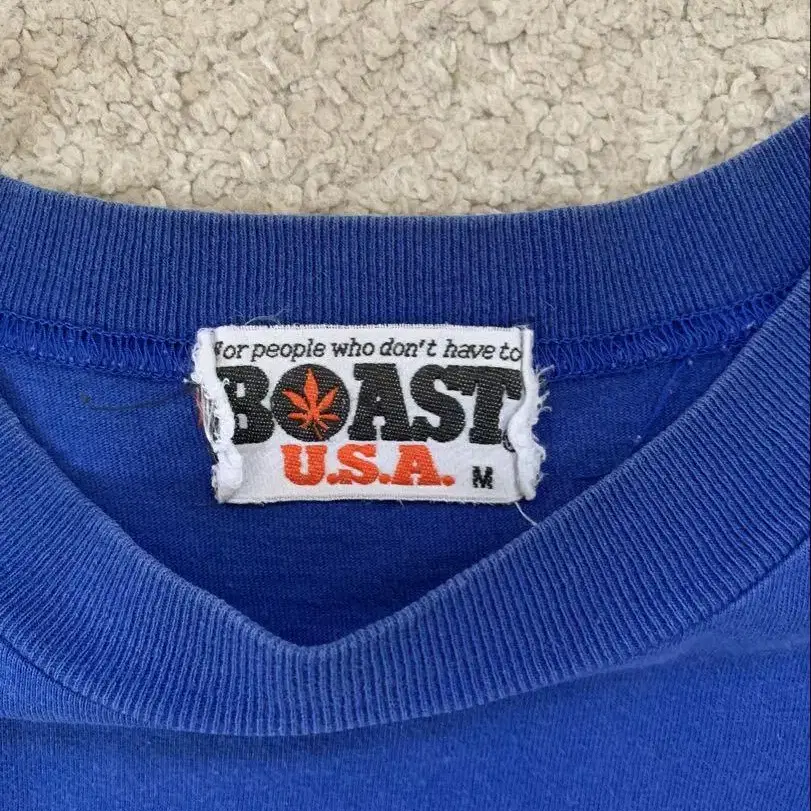 for people who don't have to
BOAST
U.S.A. M